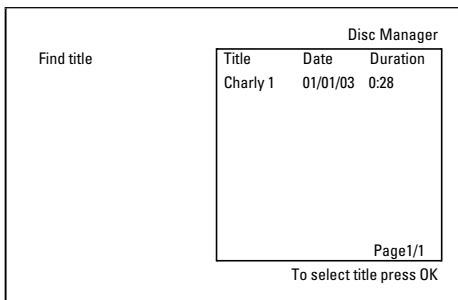 Disc Manager
Find title
Title Date Duration
Charly 1 01/01/03 0:28
Page1/1
To select title press OK